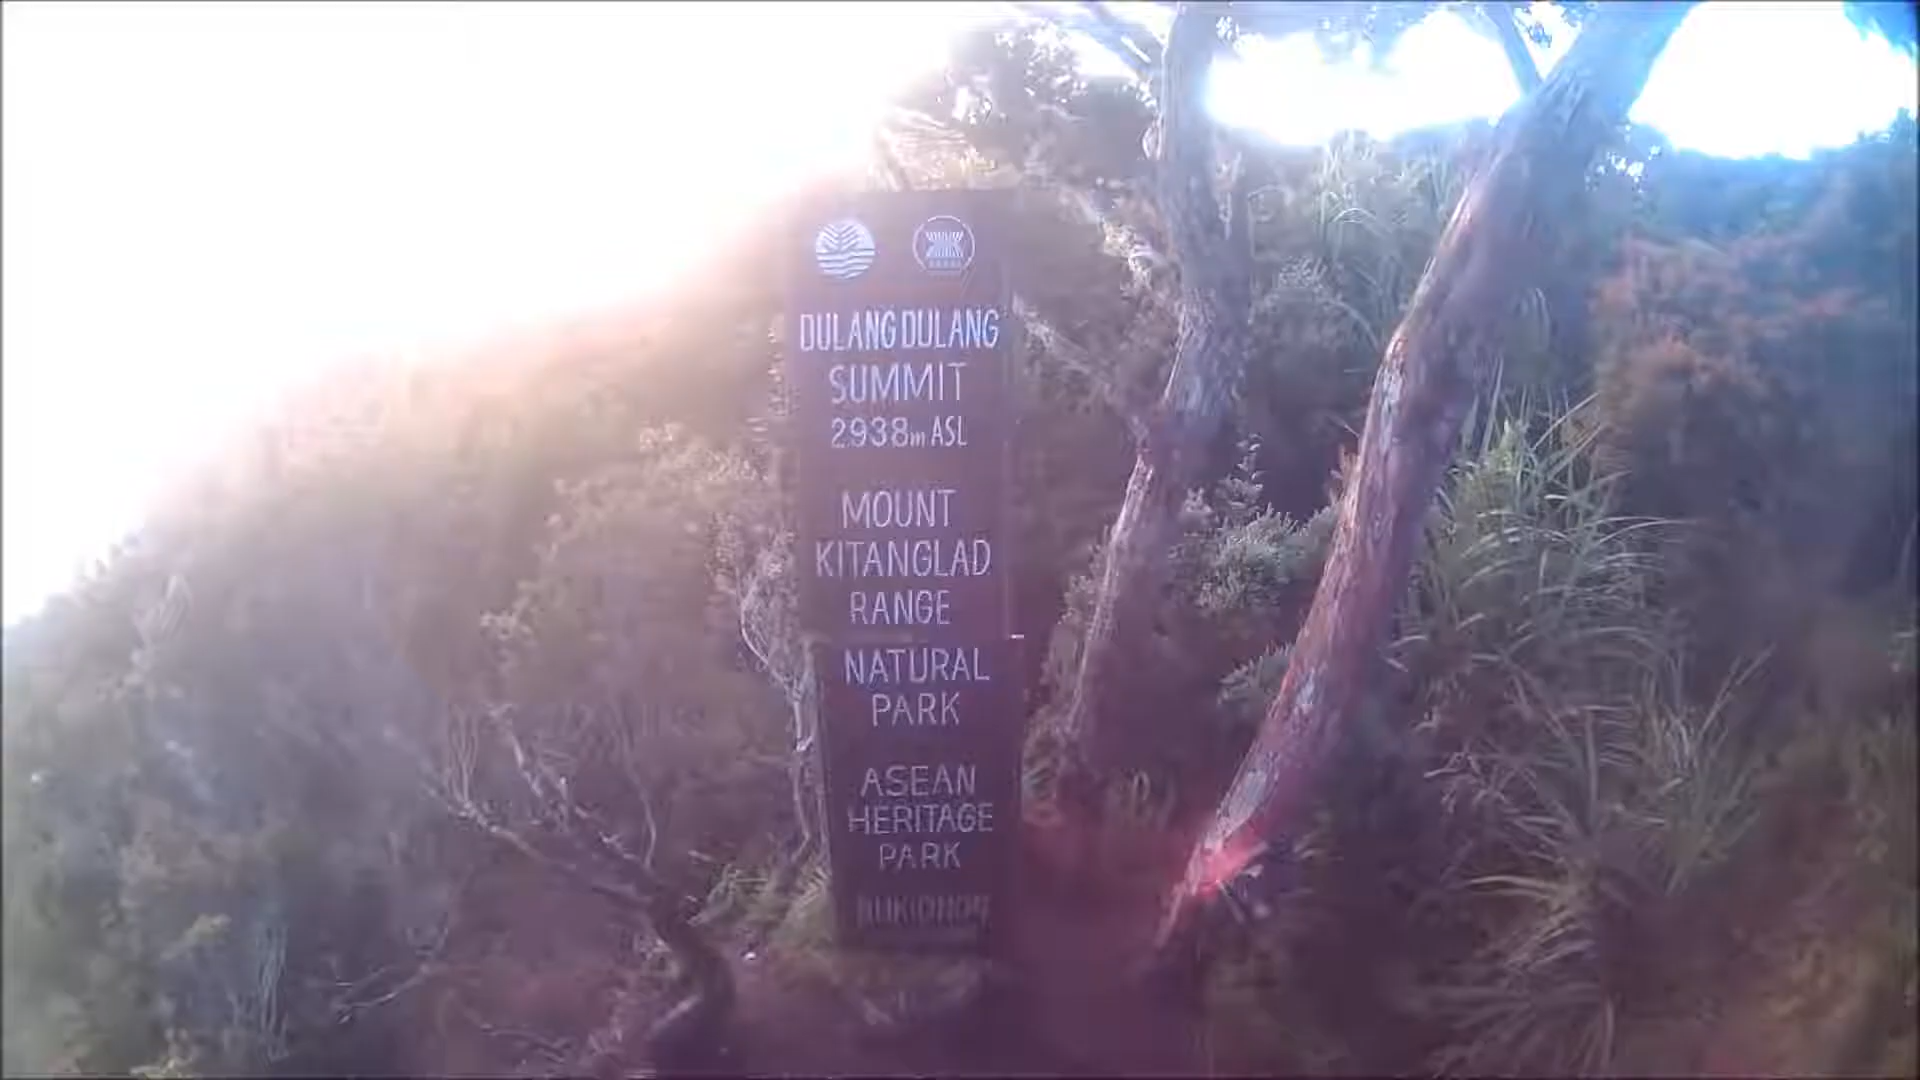 DULANG DULANG
SUMMIT
2938m ASL
MOUNT
KITANGLAD
RANGE
NATURAL
PARK
ASEAN
HERITAGE
PARK